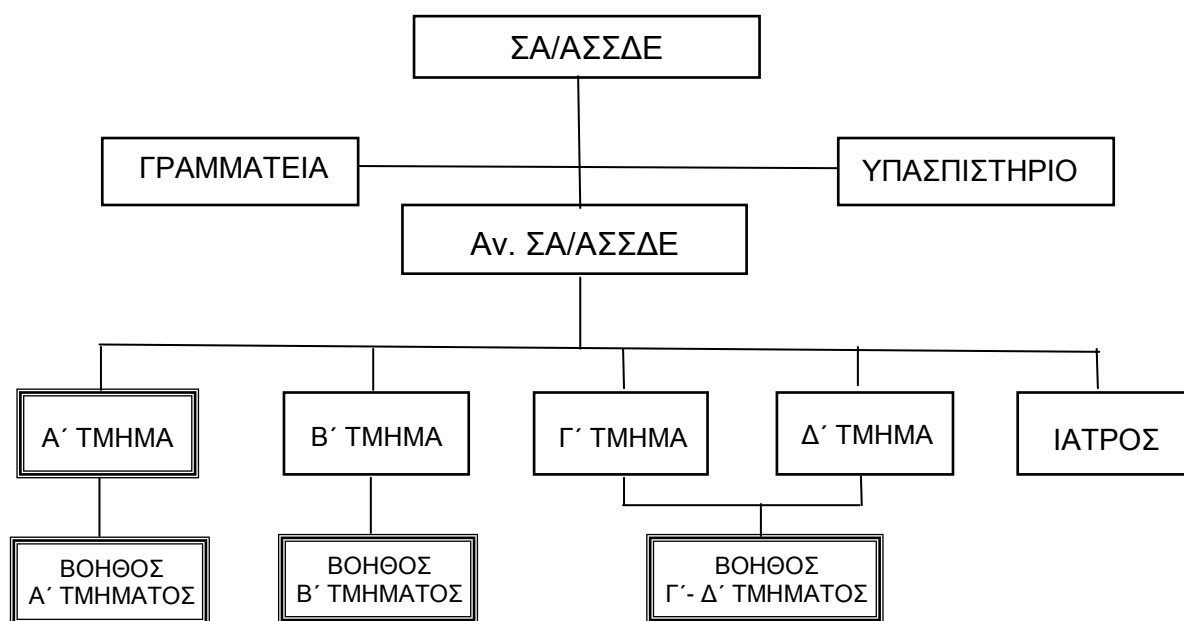 ΣΑ/ΑΣΣΔΕ
ΓΡΑΜΜΑΤΕΙΑ
ΥΠΑΣΠΙΣΤΗΡΙΟ
Αν. ΣΑ/ΑΣΣΔΕ
Α΄ ΤΜΗΜΑ
Β΄ ΤΜΗΜΑ
Γ΄ ΤΜΗΜΑ
Δ΄ ΤΜΗΜΑ
ΙΑΤΡΟΣ
ΒΟΗΘΟΣ
Α΄ ΤΜΗΜΑΤΟΣ
ΒΟΗΘΟΣ
Β΄ ΤΜΗΜΑΤΟΣ
ΒΟΗΘΟΣ
Γ΄- Δ΄ ΤΜΗΜΑΤΟΣ